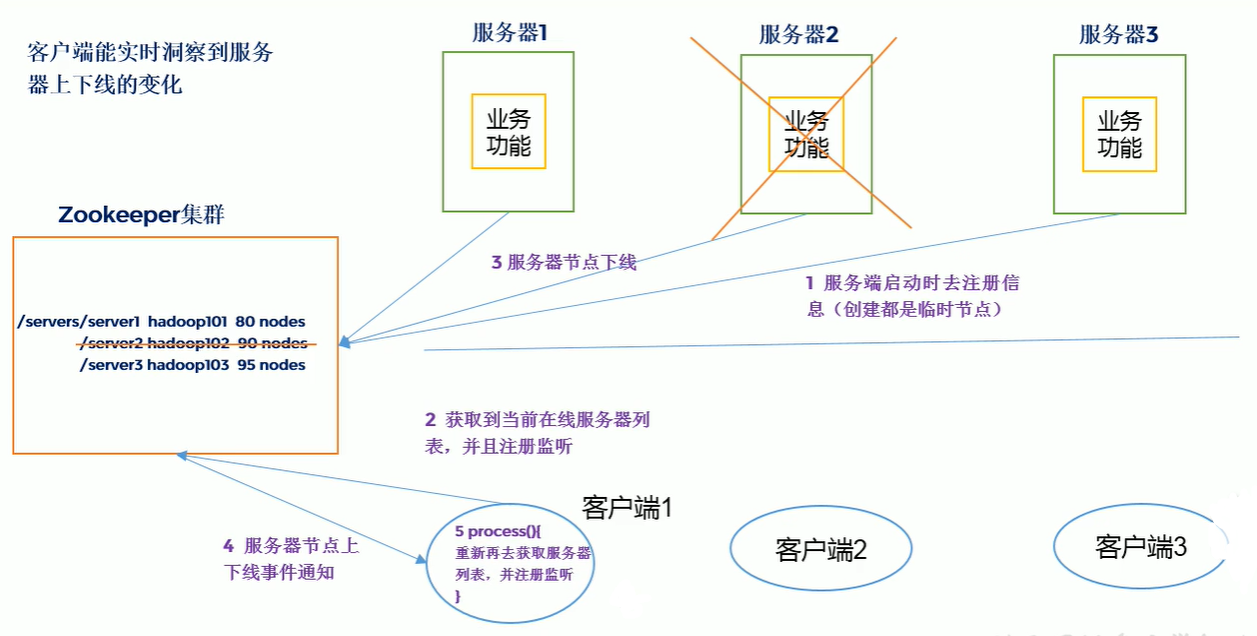 客户端能实时洞察到服务
器上下线的变化
服务器1
服务器2
服务器3
业务
功能
业务
功能
业务
功能
Zookeeper集群
/servers/server1 hadoop101 80 nodes
/server2 hadoop102 90 nodes
/server3 hadoop103 95 nodes
3 服务器节点下线
1 服务端启动时去注册信
息（创建都是临时节点）
2 获取到当前在线服务器列
表，并且注册监听
4 服务器节点上
下线事件通知
客户端1
5 process(){
重新再去获取服务器
列表，并注册监听
}
客户端2
客户端3